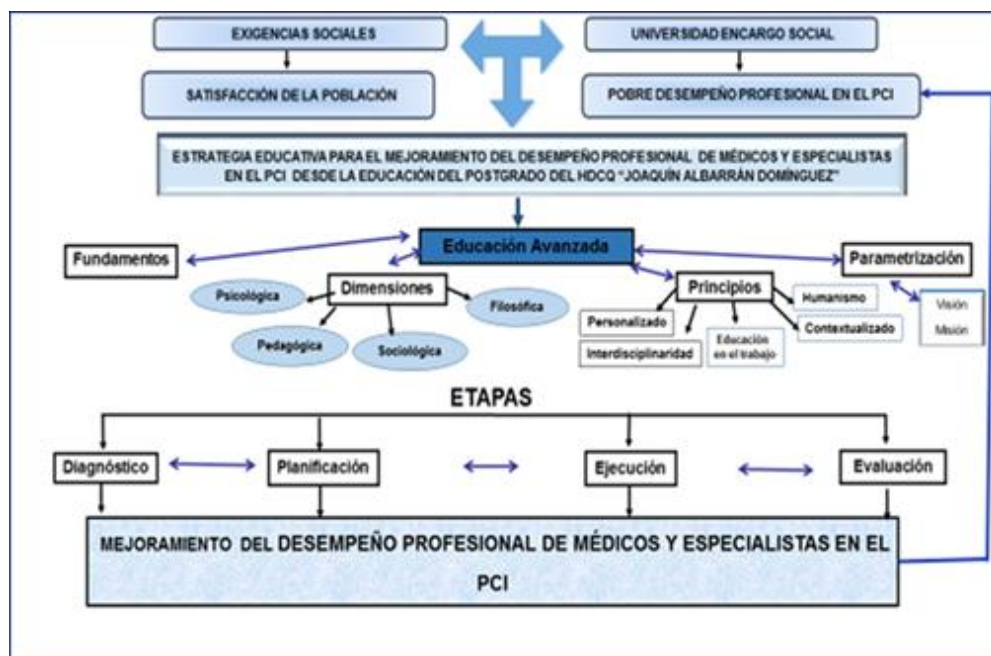 EXIGENCIAS SOCIALES
UNIVERSIDAD ENCARGO SOCIAL
SATISFACCIÓN DE LA POBLACIÓN
POBRE DESEMPEÑO PROFESIONAL EN EL PCI
ESTRATEGIA EDUCATIVA PARA EL MEJORAMIENTO DEL DESEMPEÑO PROFESIONAL DE MÉDICOS Y ESPECIALISTAS
EN EL PCI DESDE LA EDUCACIÓN DEL POSTGRADO DEL HDCQ "JOAQUÍN ALBARRÁN DOMÍNGUEZ"
Educación Avanzada
Fundamentos
Parametrización
Dimensiones
Principios
Psicológica
Filosófica
Pedagógica
Sociológica
Humanismo
Personalizado
Contextualizado
Interdisciplinaridad
Educación
en el trabajo
Visión
Misión
ETAPAS
Diagnóstico
Planificación
Ejecución
Evaluación
MEJORAMIENTO DEL DESEMPEÑO PROFESIONAL DE MÉDICOS Y ESPECIALISTAS EN EL
PCI